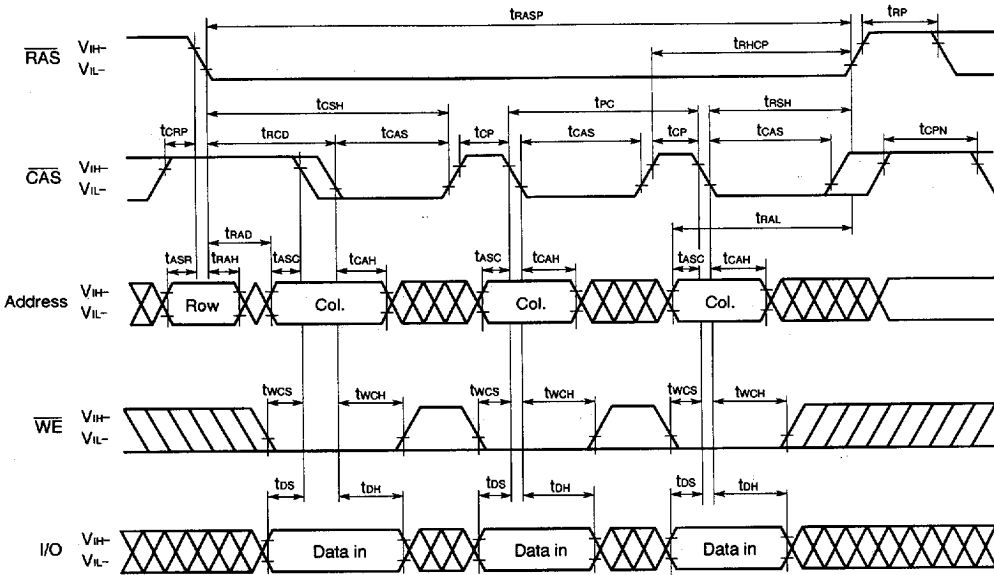 tRASP tRP
RAS VIH– VIL– tRHCP
tCSH tPC tRSH
tCRP tRCD tCAS tCP tCAS tCP tCAS tCPN
CAS VIH– VIL–
tRAD tRAL
tASR tRAH tASC tCAH tASC tCAH tASC tCAH
Address VIH– VIL– Row Col. Col. Col.
tWCS tWCH tWCS tWCH tWCS tWCH
WE VIH– VIL–
tDS tDH tDS tDH tDS tDH
I/O VIH– VIL– Data in Data in Data in